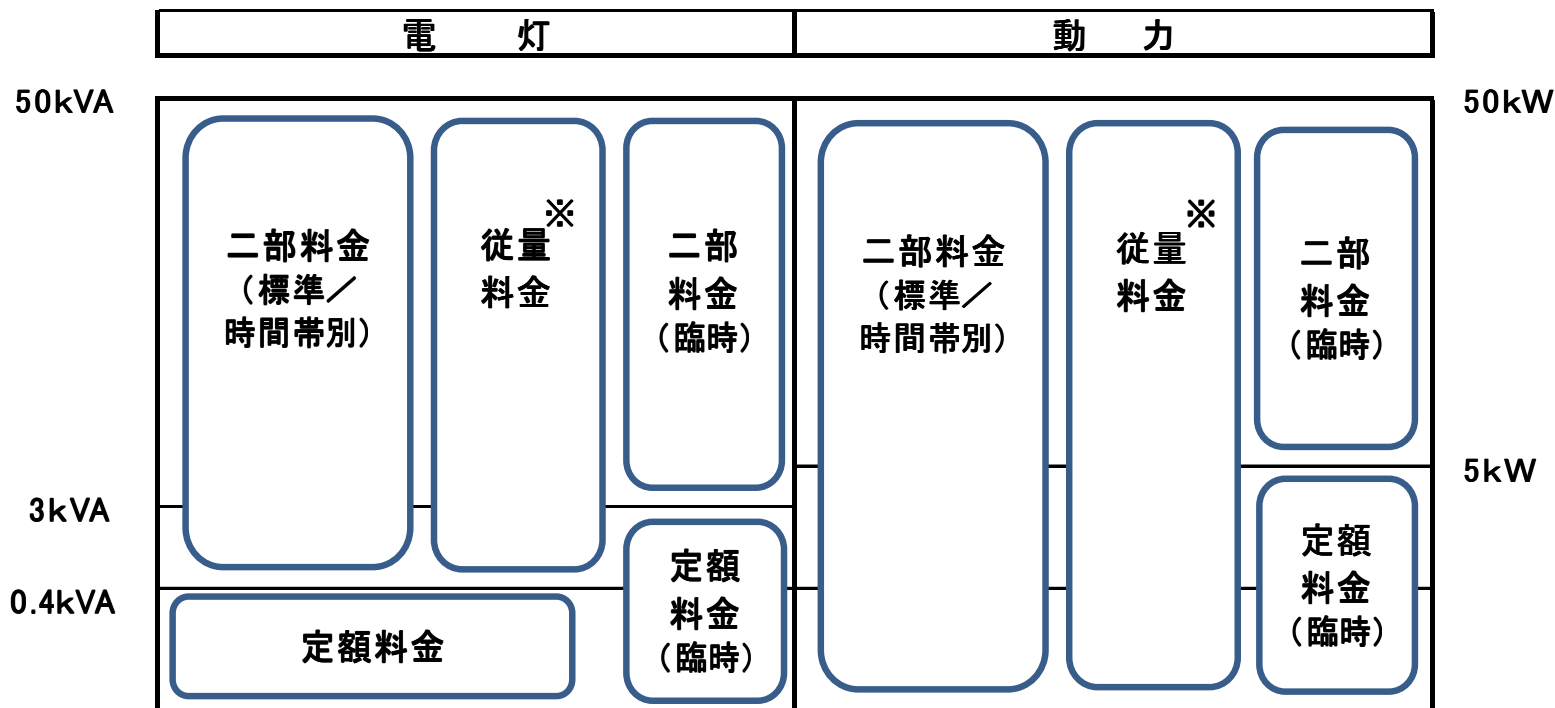 電 灯
動 力
50kVA
50kW
二部料金
(標準／
時間帯別)
従量※
料金
二部
料金
(臨時)
二部料金
(標準／
時間帯別)
従量※
料金
二部
料金
(臨時)
5kW
3kVA
0.4kVA
定額料金
定額
料金
(臨時)
定額
料金
(臨時)